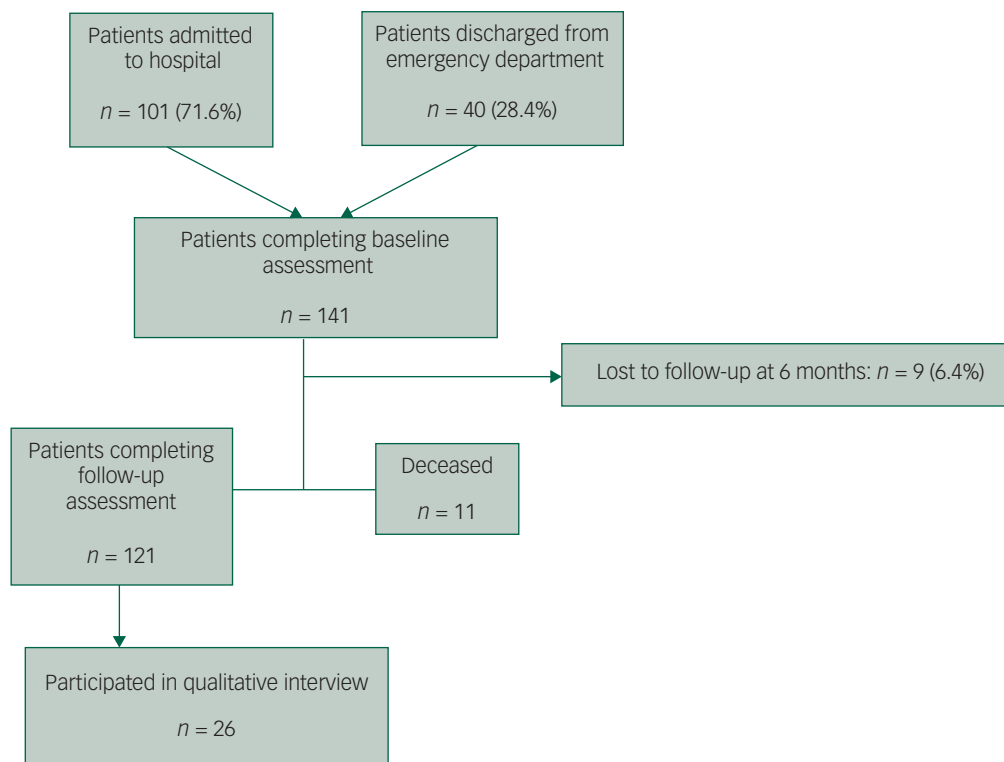 Patients admitted
to hospital
n = 101 (71.6%)
Patients discharged from
emergency department
n = 40 (28.4%)
Patients completing baseline
assessment
n = 141
Lost to follow-up at 6 months: n = 9 (6.4%)
Patients completing
follow-up
assessment
n = 121
Deceased
n = 11
Participated in qualitative interview
n = 26